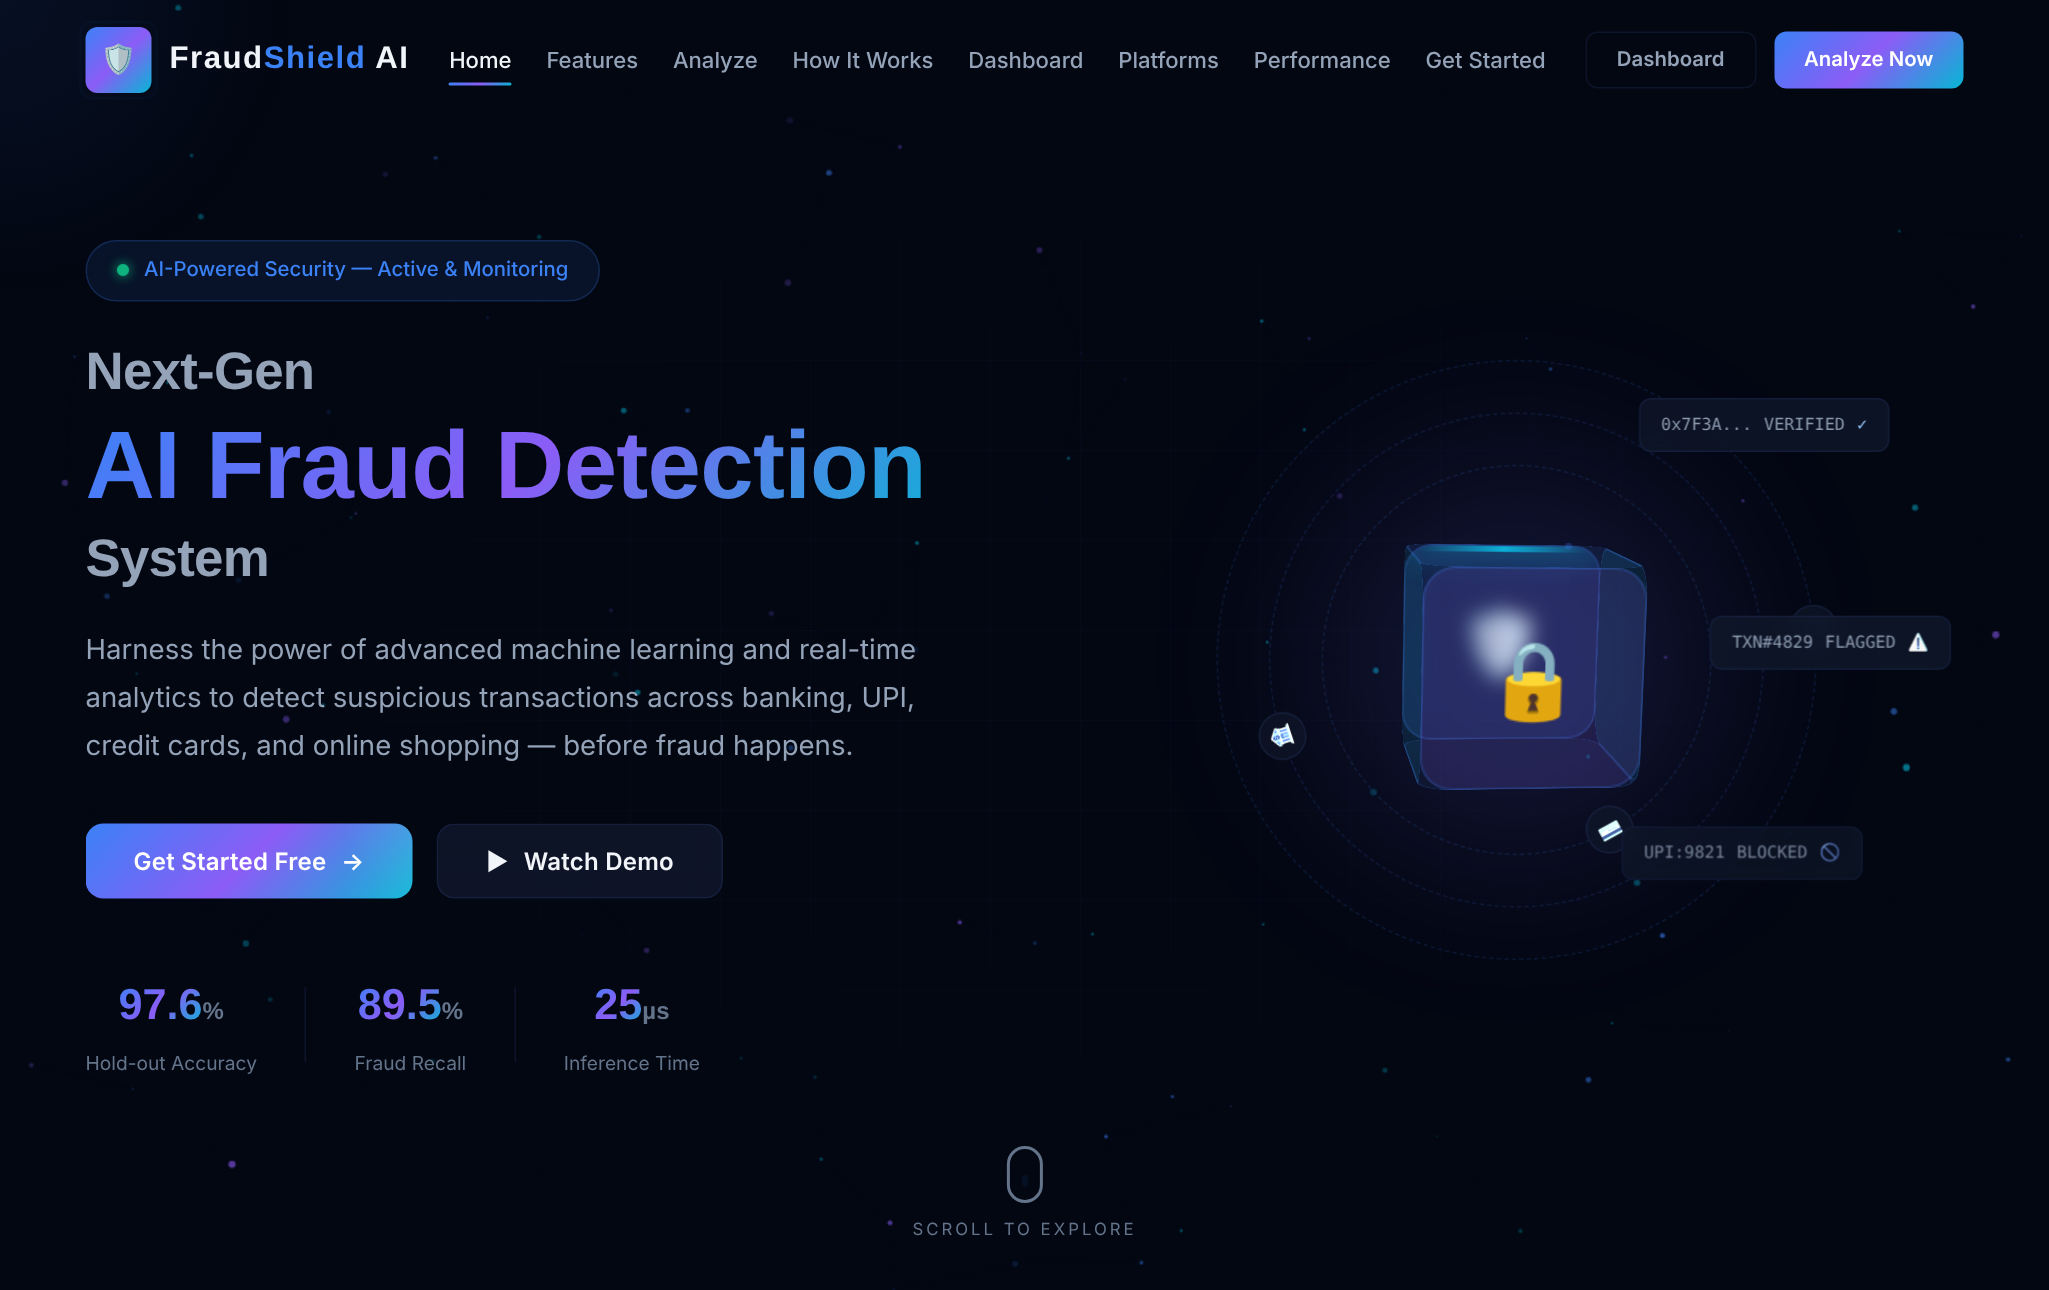 FraudShield AI
Home
Features
Analyze
How It Works
Dashboard
Platforms
Performance
Get Started
Dashboard
Analyze Now
AI-Powered Security — Active & Monitoring
Next-Gen
AI Fraud Detection
System
Harness the power of advanced machine learning and real-time
analytics to detect suspicious transactions across banking, UPI,
credit cards, and online shopping — before fraud happens.
Get Started Free →
▶ Watch Demo
97.6%
Hold-out Accuracy
89.5%
Fraud Recall
25µs
Inference Time
0x7F3A... VERIFIED ✓
TXN#4829 FLAGGED ⚠️
UPI:9821 BLOCKED 🚫
SCROLL TO EXPLORE